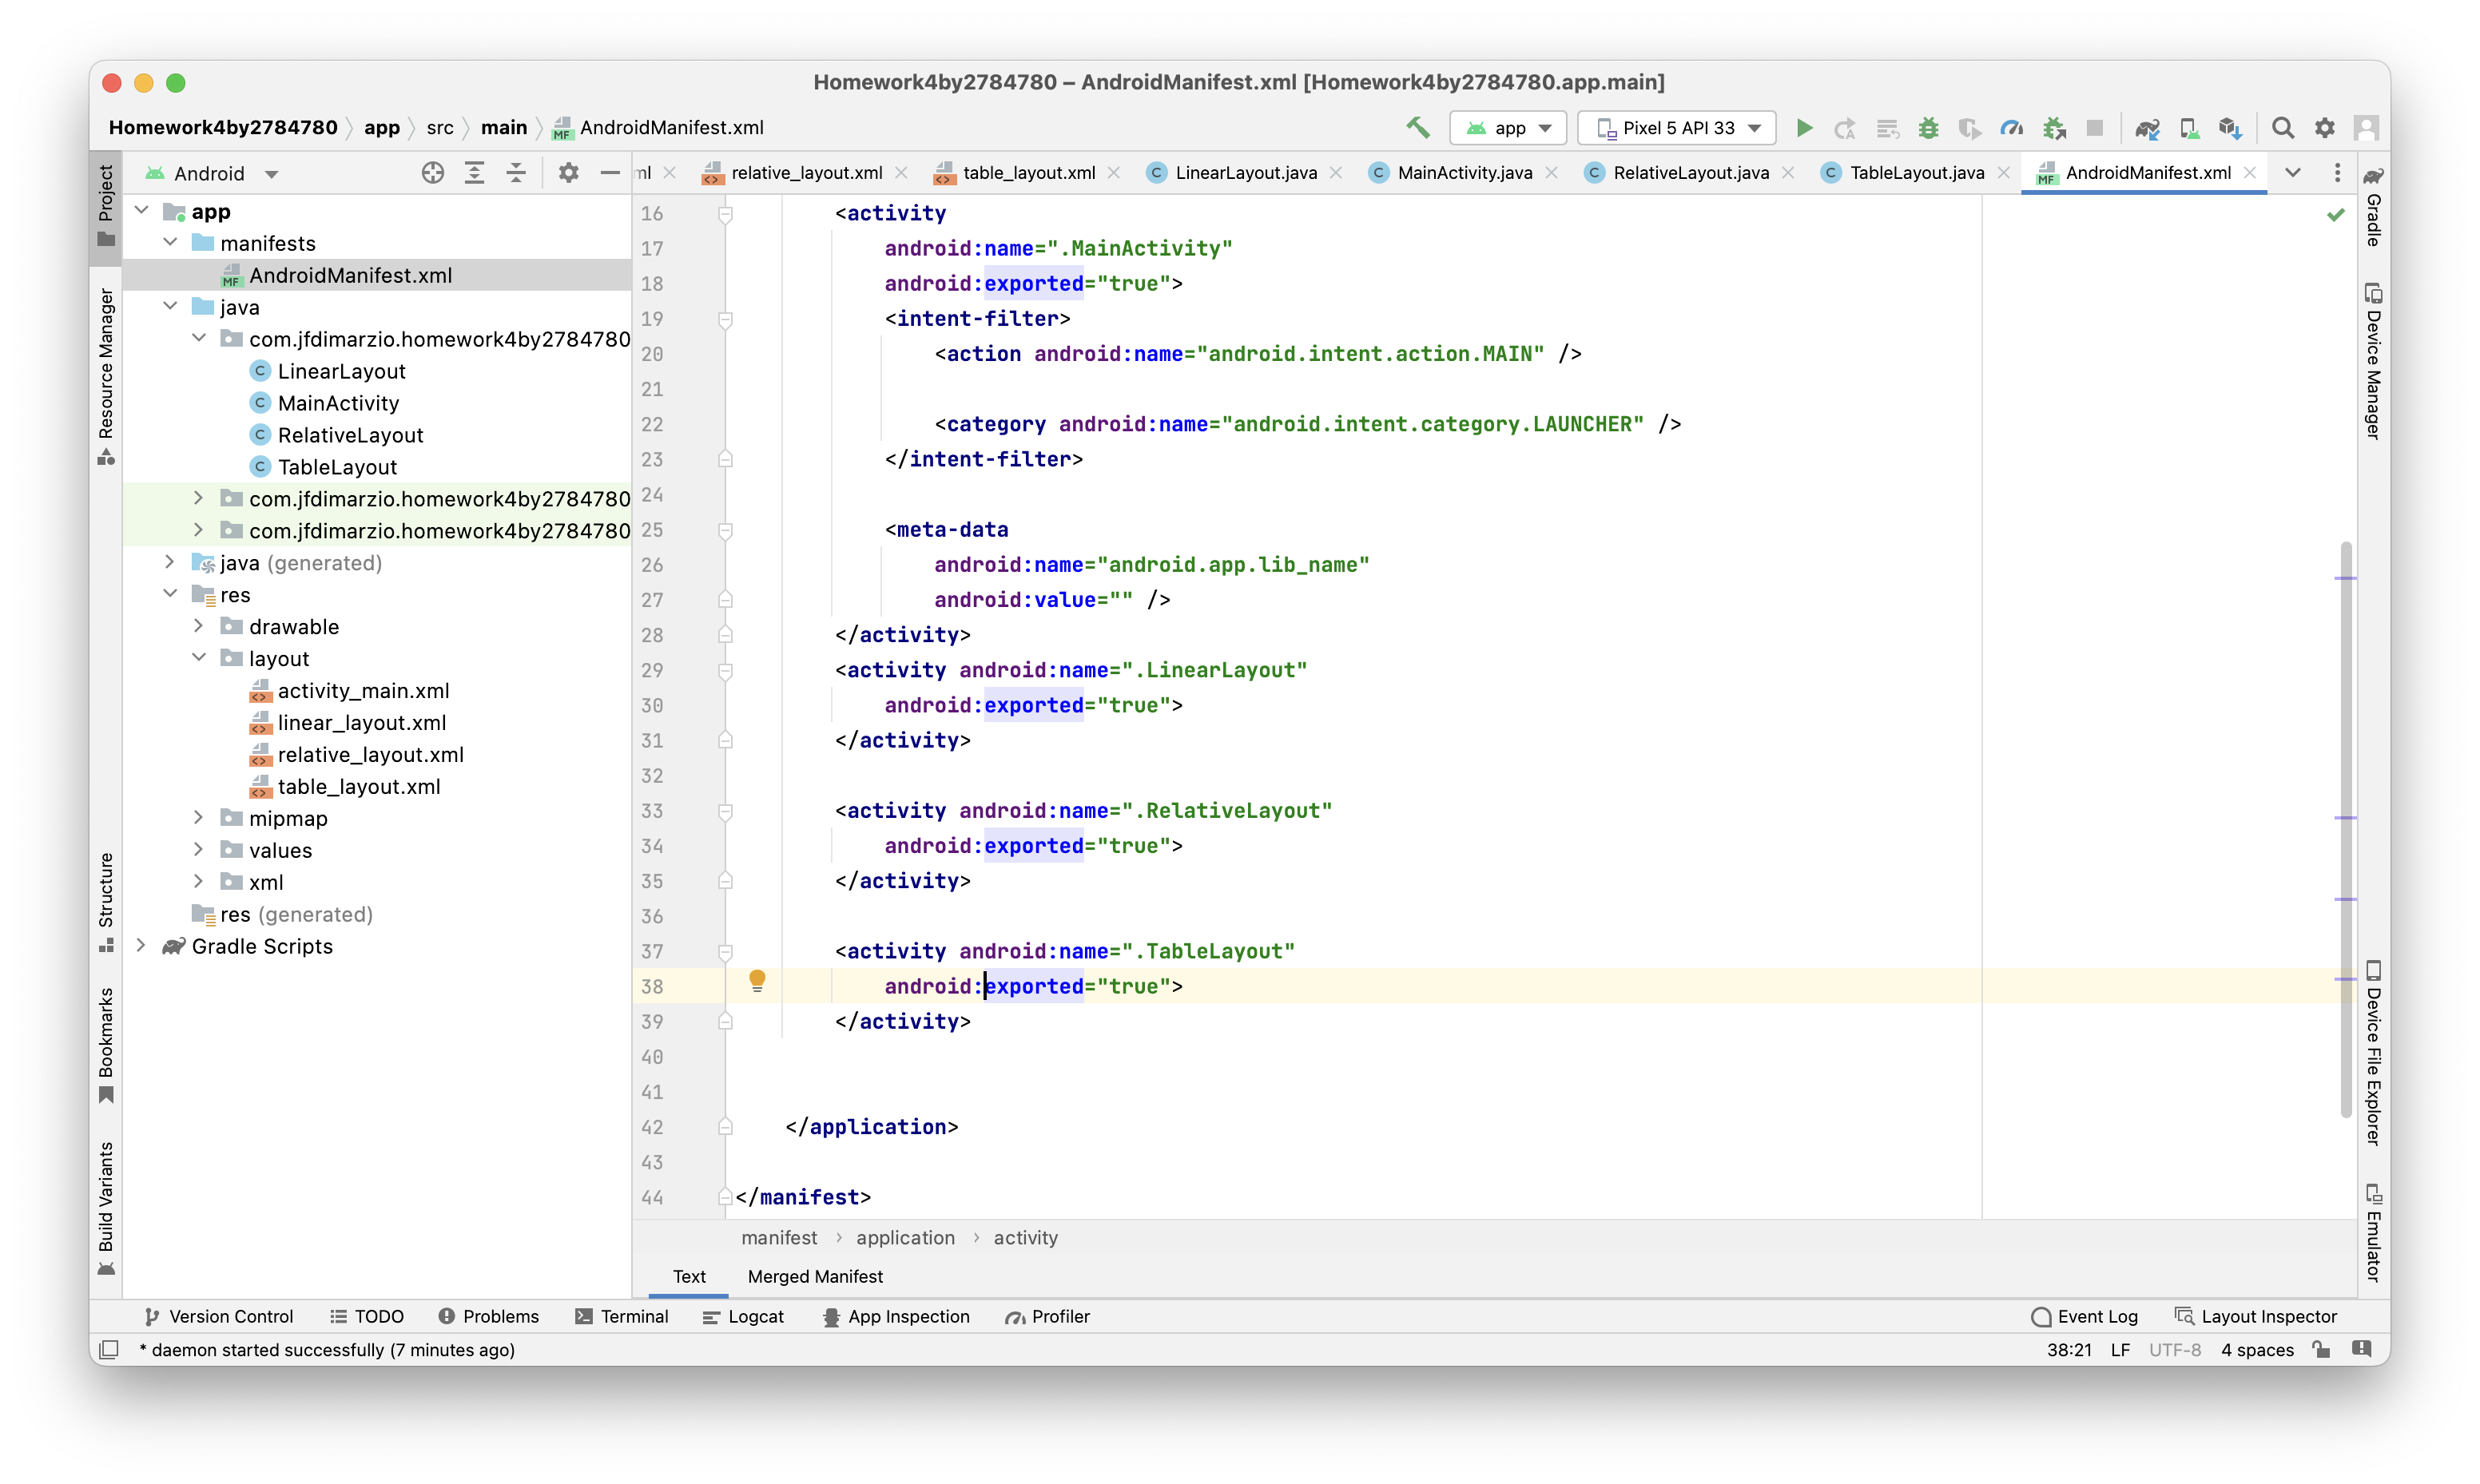 Homework4by2784780 – AndroidManifest.xml [Homework4by2784780.app.main]
Homework4by2784780 app src main AndroidManifest.xml
app
Pixel 5 API 33
Android
ml
relative_layout.xml
table_layout.xml
LinearLayout.java
MainActivity.java
RelativeLayout.java
TableLayout.java
AndroidManifest.xml
Project
Resource Manager
Structure
Bookmarks
Build Variants
app
manifests
AndroidManifest.xml
java
com.jfdimarzio.homework4by2784780
LinearLayout
MainActivity
RelativeLayout
TableLayout
com.jfdimarzio.homework4by2784780
com.jfdimarzio.homework4by2784780
java (generated)
res
drawable
layout
activity_main.xml
linear_layout.xml
relative_layout.xml
table_layout.xml
mipmap
values
xml
res (generated)
Gradle Scripts
16 <activity
17 android:name=".MainActivity"
18 android:exported="true">
19 <intent-filter>
20 <action android:name="android.intent.action.MAIN" />
21
22 <category android:name="android.intent.category.LAUNCHER" />
23 </intent-filter>
24
25 <meta-data
26 android:name="android.app.lib_name"
27 android:value="" />
28 </activity>
29 <activity android:name=".LinearLayout"
30 android:exported="true">
31 </activity>
32
33 <activity android:name=".RelativeLayout"
34 android:exported="true">
35 </activity>
36
37 <activity android:name=".TableLayout"
38 android:exported="true">
39 </activity>
40
41
42 </application>
43
44 </manifest>
manifest › application › activity
Text
Merged Manifest
Gradle
Device Manager
Device File Explorer
Emulator
Version Control
TODO
Problems
Terminal
Logcat
App Inspection
Profiler
Event Log
Layout Inspector
* daemon started successfully (7 minutes ago)
38:21
LF
UTF-8
4 spaces